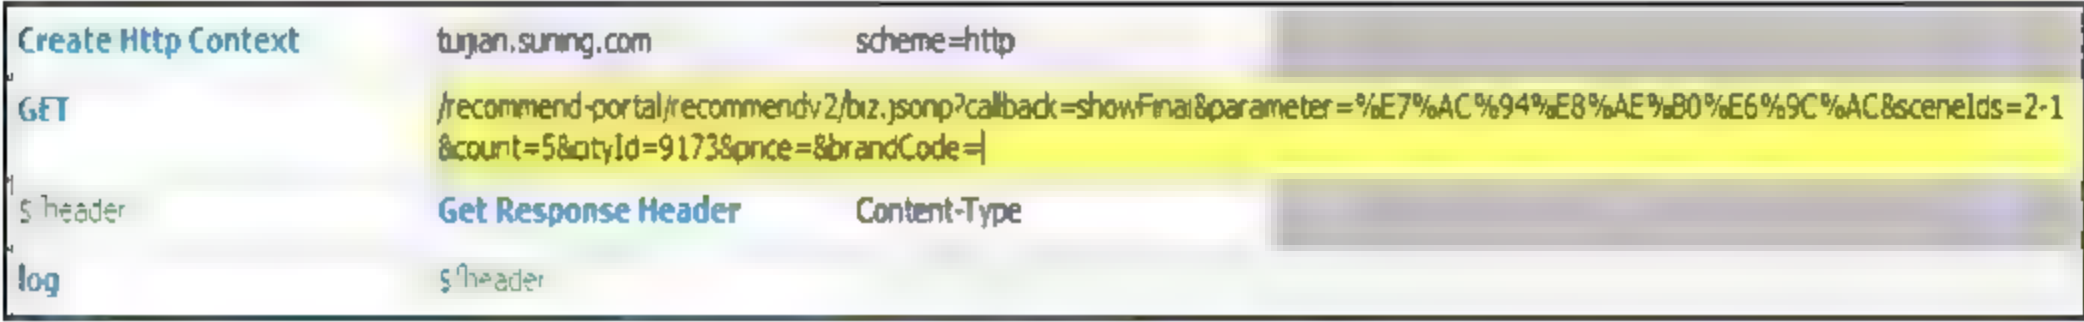 Create Http Context tuijian.suning.com scheme=http
GET /recommend-portal/recommendv2/biz.jsonp?callback=showFinal&parameter=%E7%AC%94%E8%AE%B0%E6%9C%AC&sceneIds=2-1
&count=5&cityId=9173&price=&brandCode=
$ header Get Response Header Content-Type
log $ header